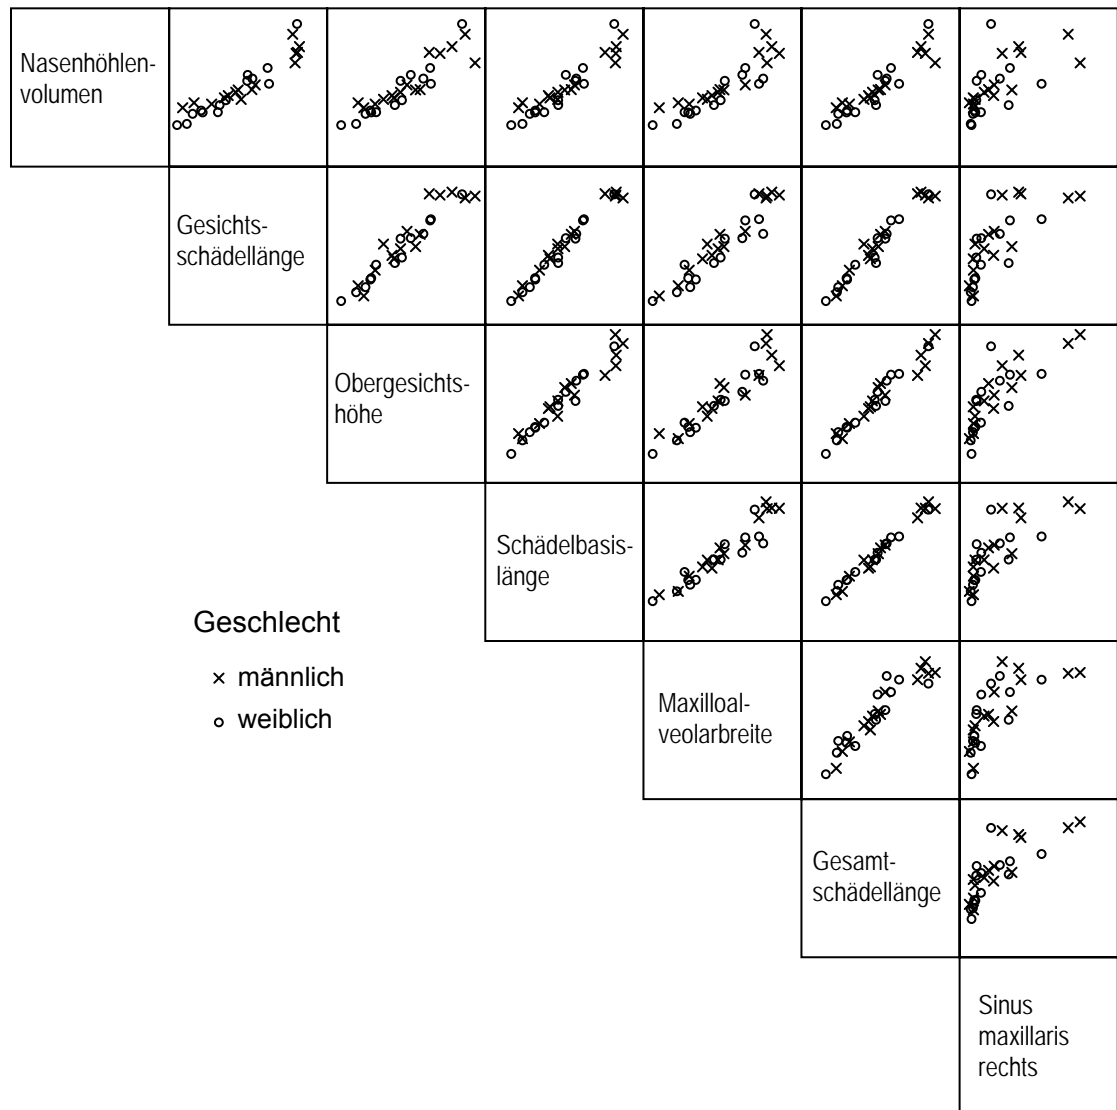 Nasenhöhlen-
volumen
Gesichts-
schädellänge
Obergesichts-
höhe
Schädelbasis-
länge
Geschlecht
× männlich
o weiblich
Maxilloal-
veolarbreite
Gesamt-
schädellänge
Sinus
maxillaris
rechts